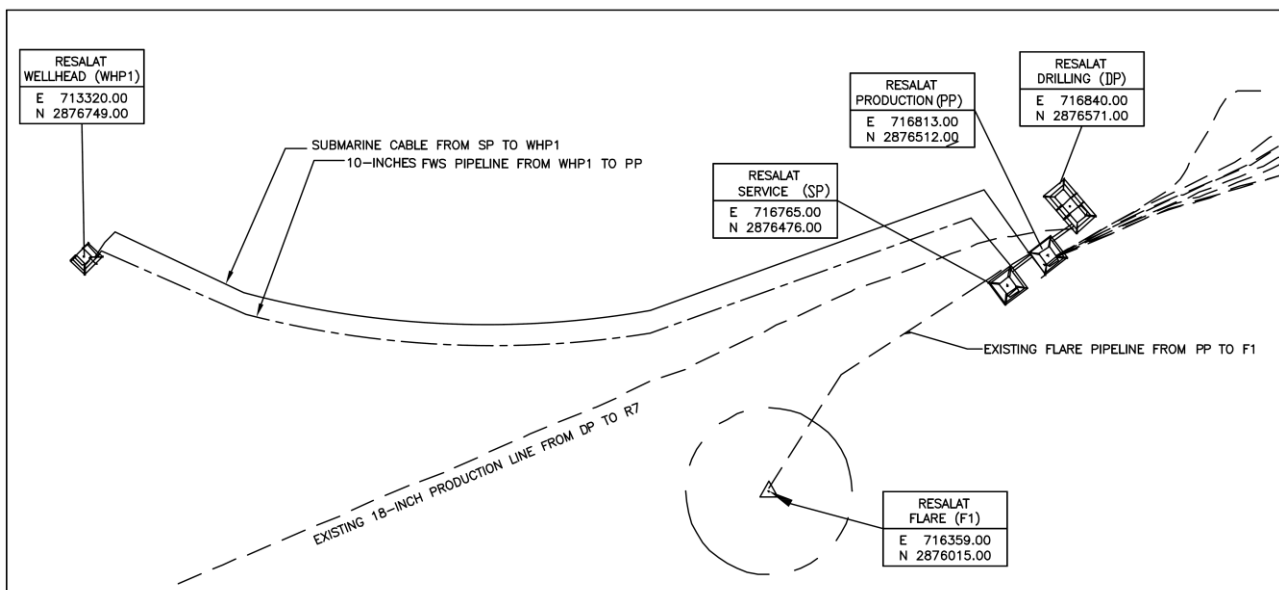 RESALAT
WELLHEAD (WHP1)
E 713320.00
N 2876749.00
RESALAT
DRILLING (DP)
E 716840.00
N 2876571.00
RESALAT
PRODUCTION (PP)
E 716813.00
N 2876512.00
SUBMARINE CABLE FROM SP TO WHP1
10-INCHES FWS PIPELINE FROM WHP1 TO PP
RESALAT
SERVICE (SP)
E 716765.00
N 2876476.00
EXISTING FLARE PIPELINE FROM PP TO F1
EXISTING 18-INCH PRODUCTION LINE FROM DP TO R7
RESALAT
FLARE (F1)
E 716359.00
N 2876015.00